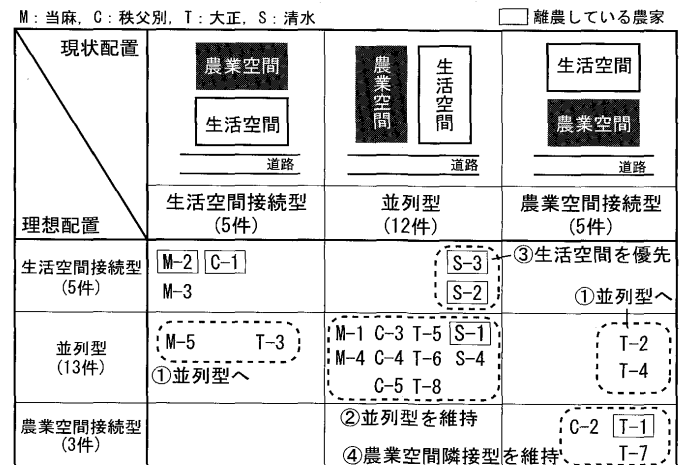 M：当麻，C：秩父別，T：大正，S：清水
離農している農家
現状配置
理想配置
農業空間
生活空間
道路
農業空間
生活空間
道路
生活空間
農業空間
道路
生活空間接続型
(5件)
並列型
(12件)
農業空間接続型
(5件)
生活空間接続型
(5件)
M-2 C-1
M-3
S-3
S-2
③生活空間を優先
①並列型へ
並列型
(13件)
M-5 T-3
①並列型へ
M-1 C-3 T-5 S-1
M-4 C-4 T-6 S-4
C-5 T-8
T-2
T-4
農業空間接続型
(3件)
②並列型を維持
④農業空間隣接型を維持
C-2 T-1
T-7